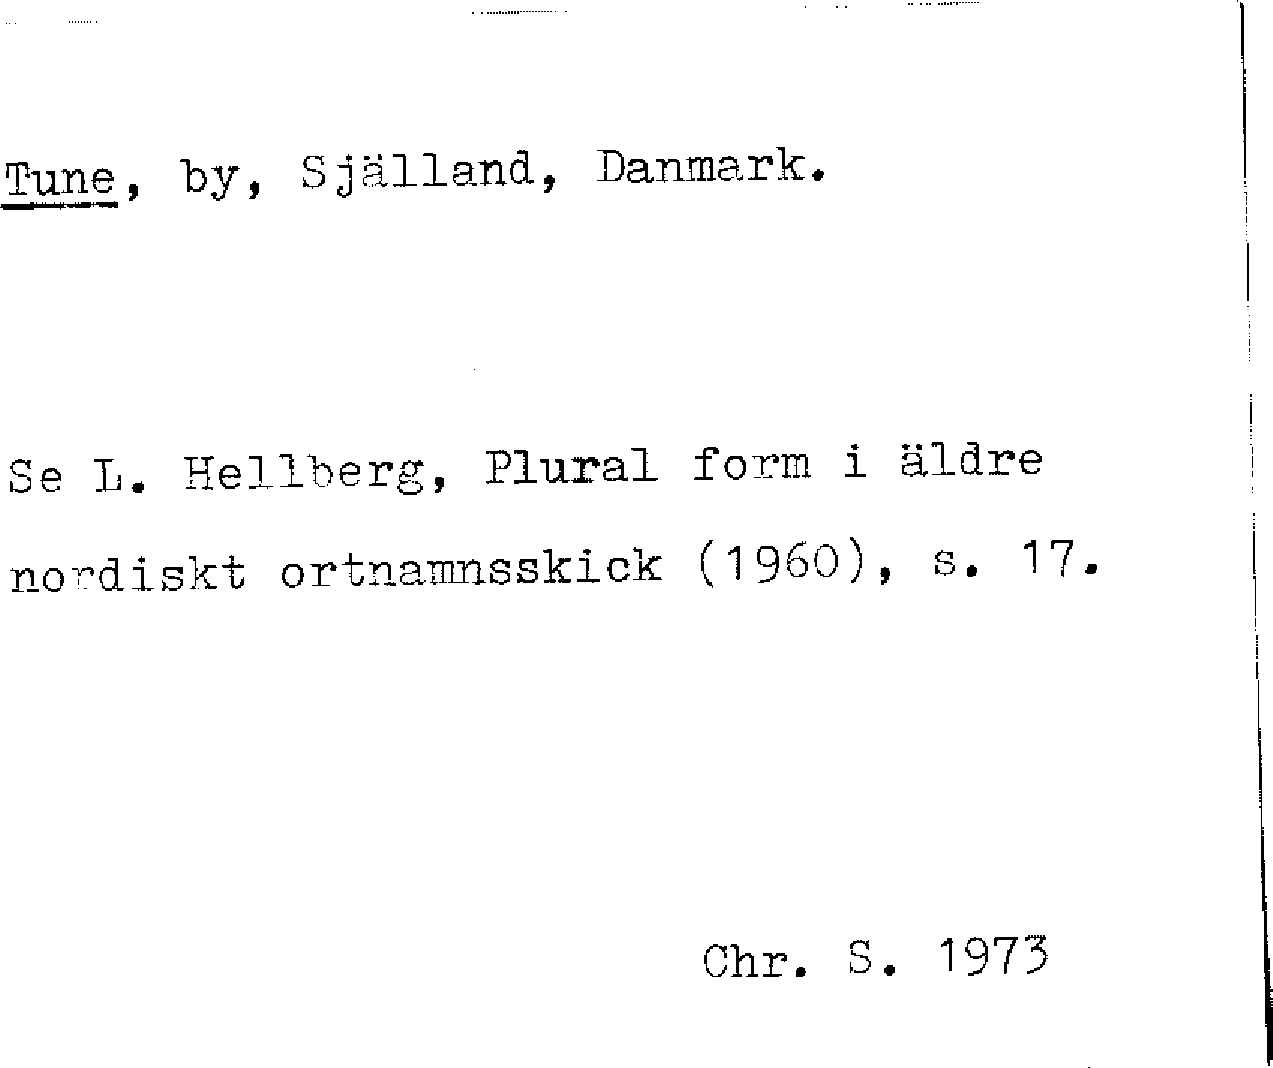 Tune, by, Själland, Danmark.
Se L. Hellberg, Plural form i äldre
nordiskt ortnamnsskick (1960), s. 17.
Chr. S. 1973